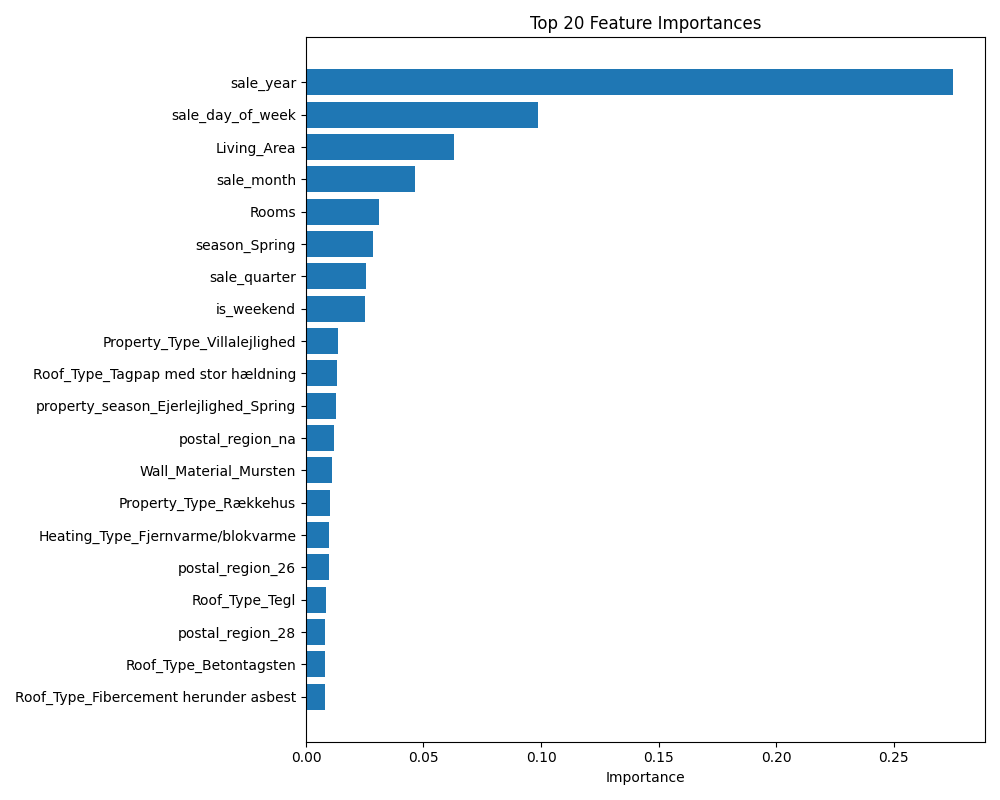 Top 20 Feature Importances
sale_year
sale_day_of_week
Living_Area
sale_month
Rooms
season_Spring
sale_quarter
is_weekend
Property_Type_Villalejlighed
Roof_Type_Tagpap med stor hældning
property_season_Ejerlejlighed_Spring
postal_region_na
Wall_Material_Mursten
Property_Type_Rækkehus
Heating_Type_Fjernvarme/blokvarme
postal_region_26
Roof_Type_Tegl
postal_region_28
Roof_Type_Betontagsten
Roof_Type_Fibercement herunder asbest
0.00 0.05 0.10 0.15 0.20 0.25
Importance